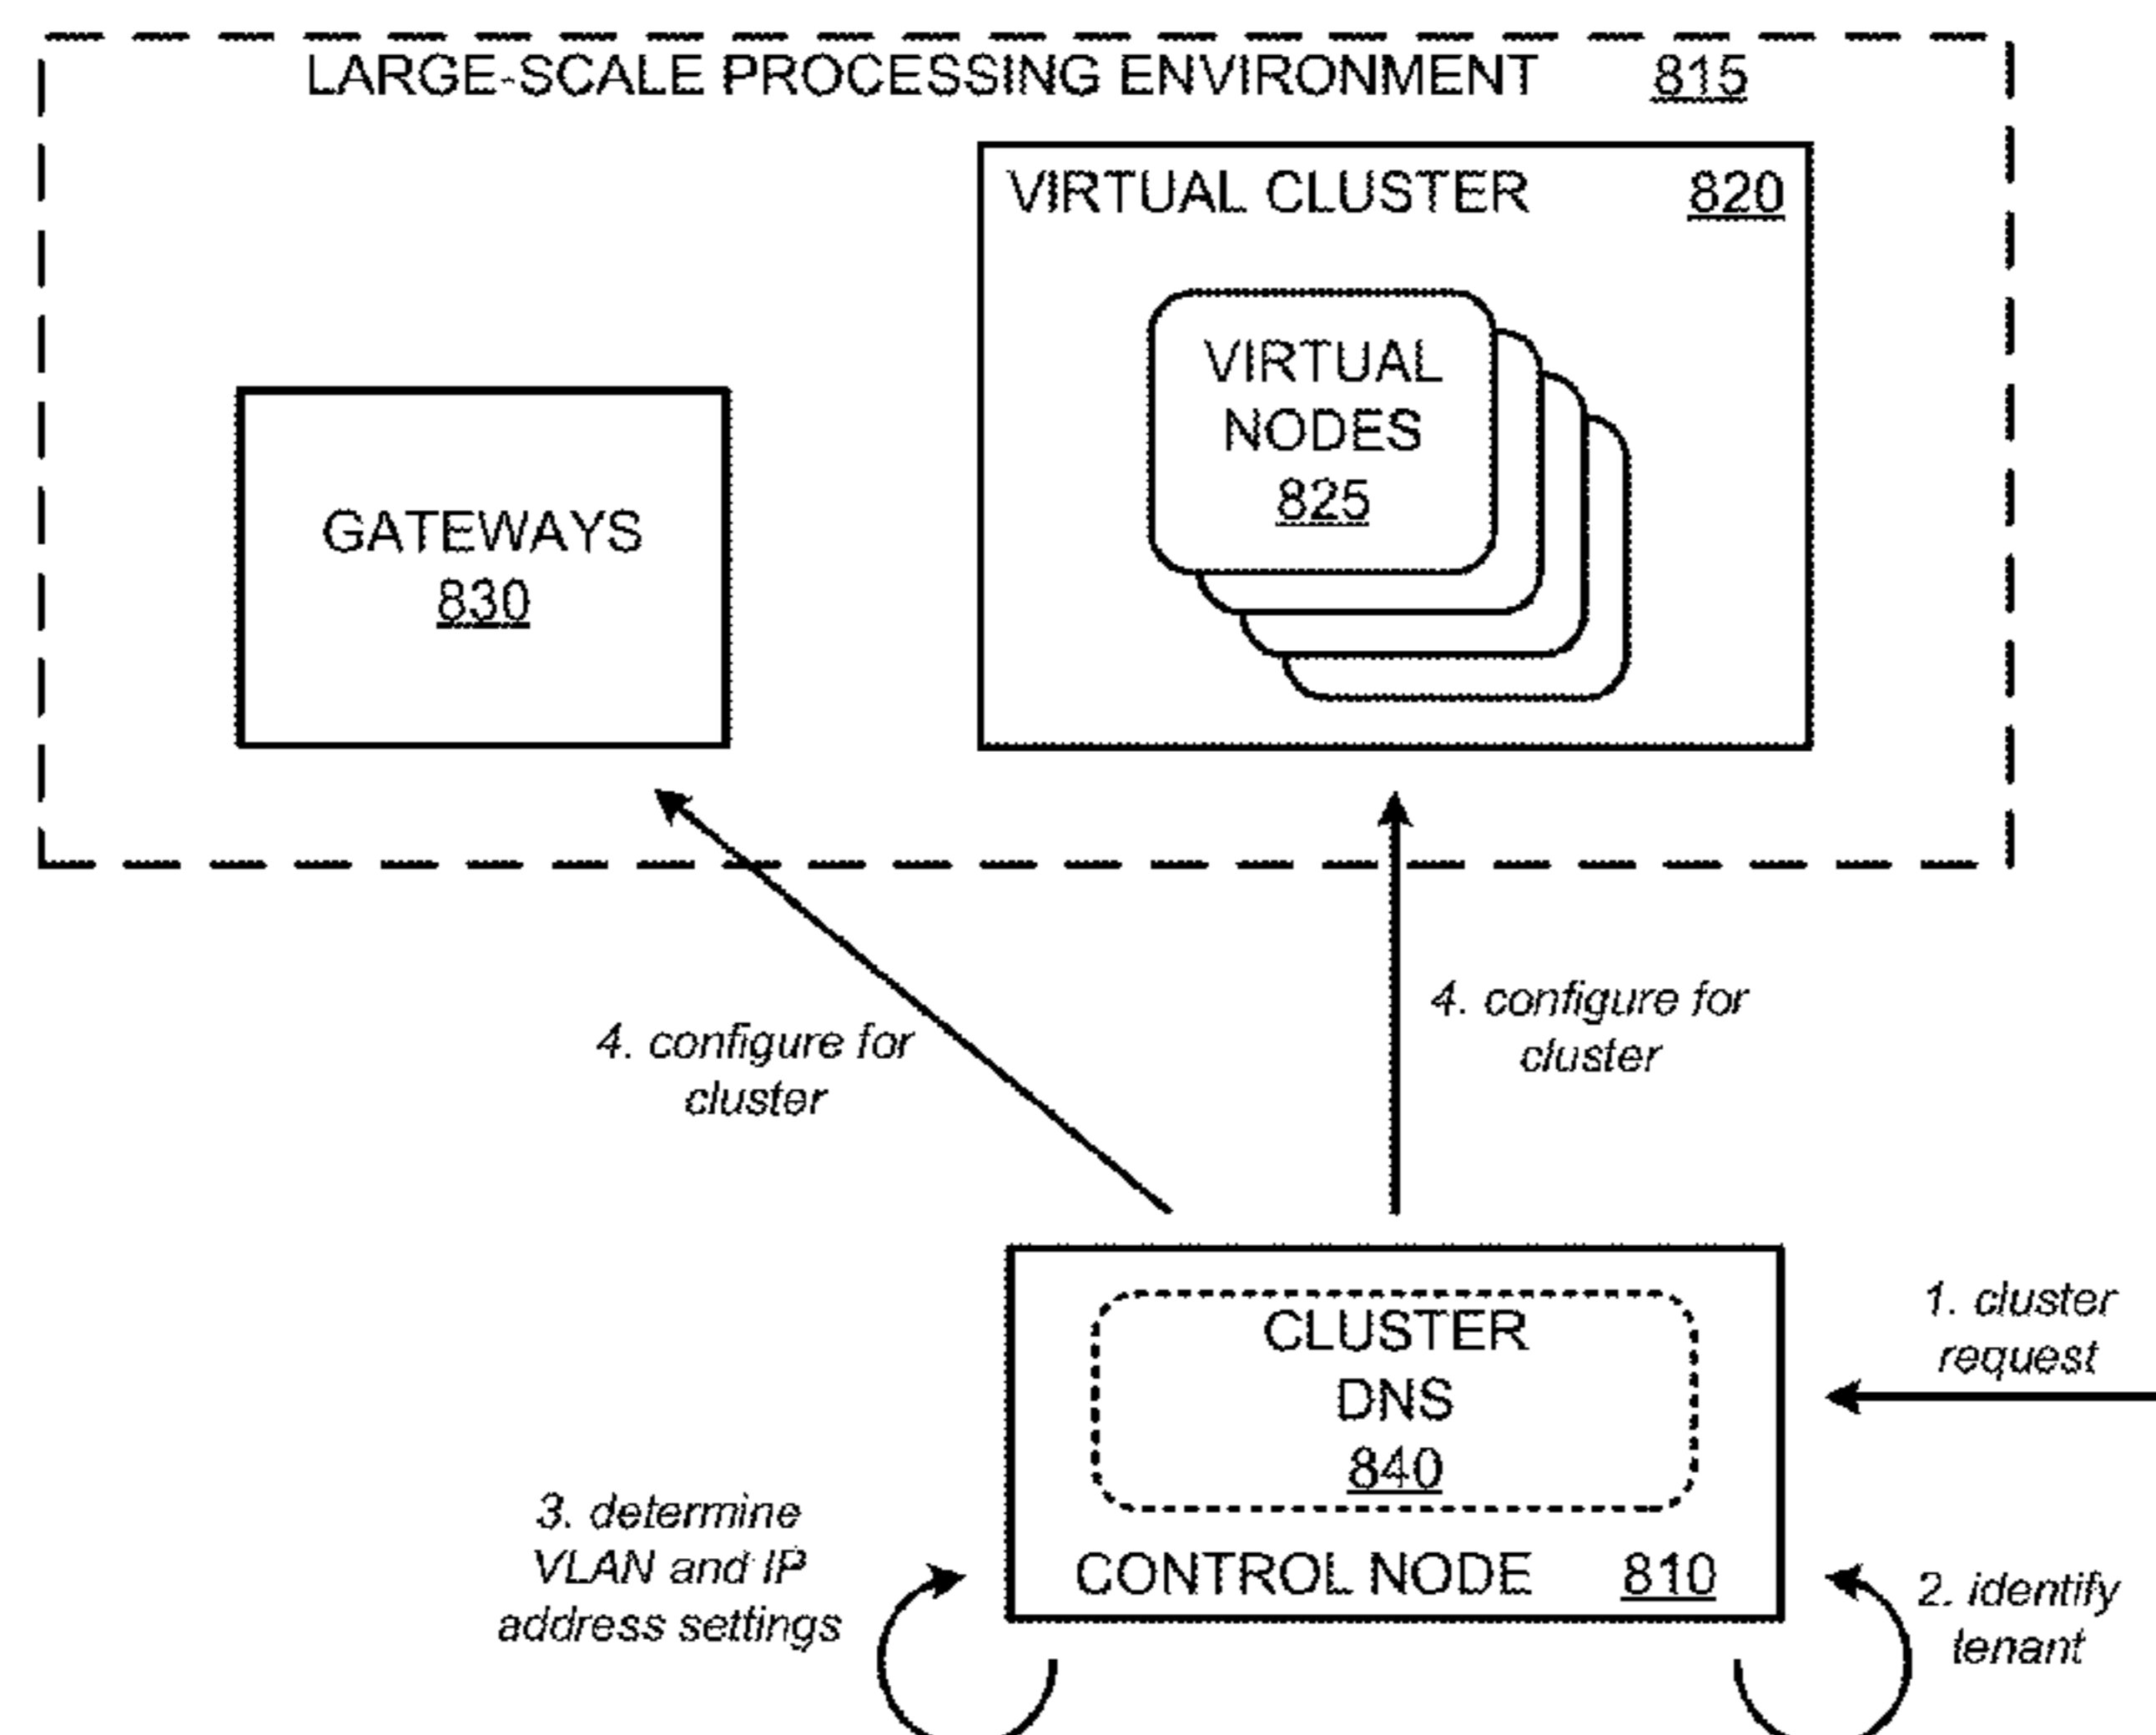 LARGE-SCALE PROCESSING ENVIRONMENT 815
VIRTUAL CLUSTER 820
VIRTUAL
NODES
825
GATEWAYS
830
4. configure for
cluster
4. configure for
cluster
CLUSTER
DNS
840
CONTROL NODE 810
1. cluster
request
3. determine
VLAN and IP
address settings
2. identify
tenant